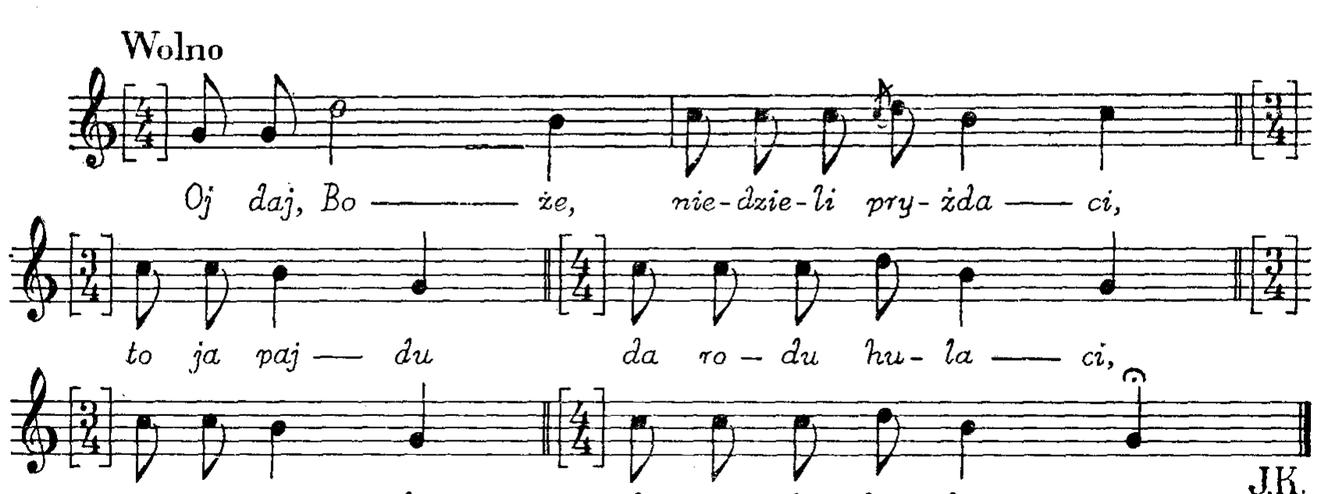 Wolno
Oj daj, Bo — że, nie-dzie-li pry-żda — ci,
to ja paj — du da ro — du hu-la — ci,
J.K.